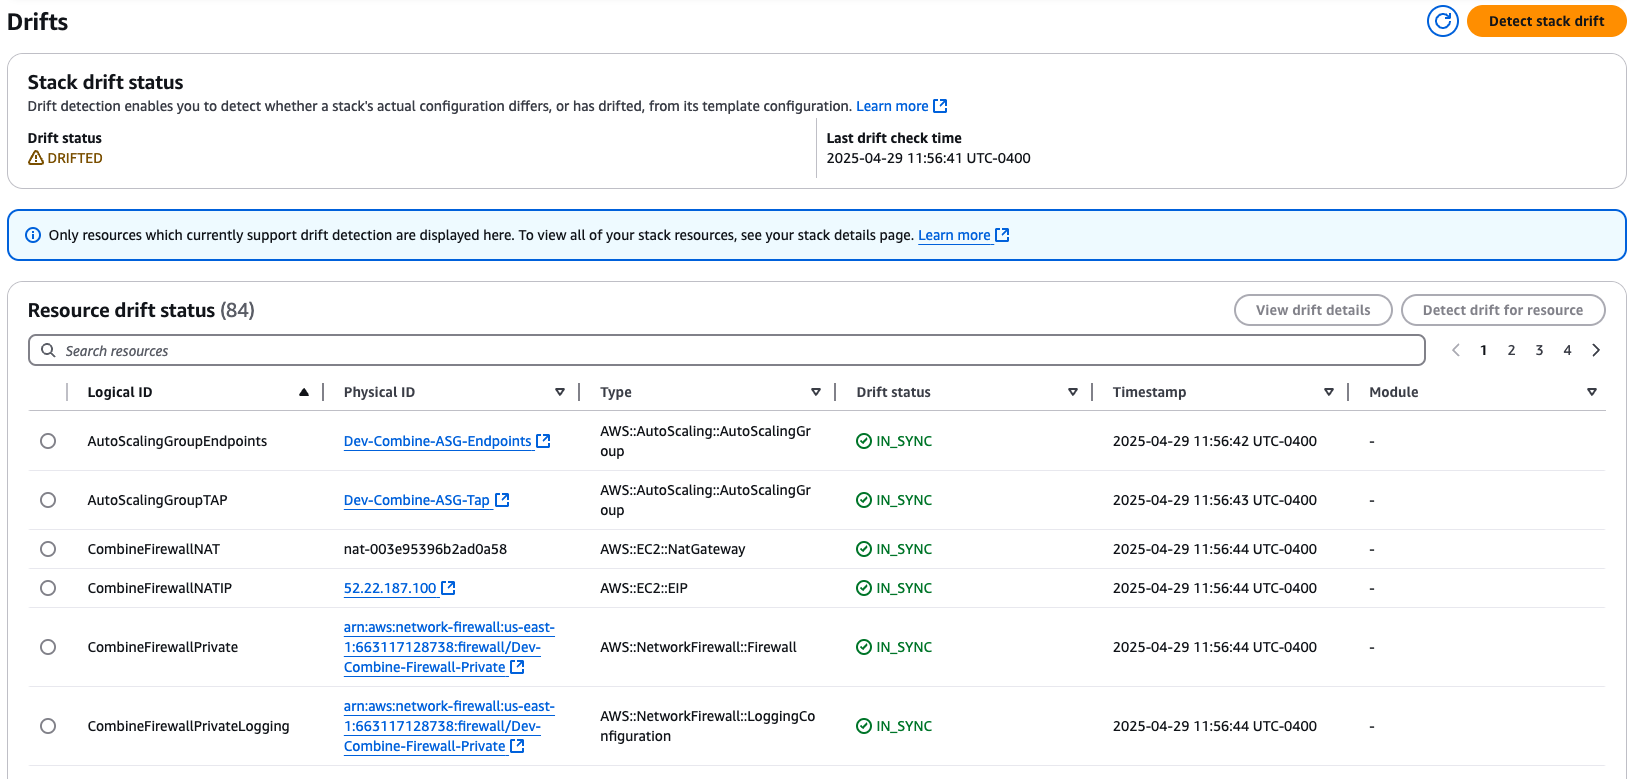 Drifts
Detect stack drift
Stack drift status
Drift detection enables you to detect whether a stack's actual configuration differs, or has drifted, from its template configuration. Learn more
Drift status
DRIFTED
Last drift check time
2025-04-29 11:56:41 UTC-0400
Only resources which currently support drift detection are displayed here. To view all of your stack resources, see your stack details page. Learn more
Resource drift status (84)
View drift details
Detect drift for resource
Search resources
1 2 3 4
Logical ID Physical ID Type Drift status Timestamp Module
AutoScalingGroupEndpoints Dev-Combine-ASG-Endpoints AWS::AutoScaling::AutoScalingGr
oup IN_SYNC 2025-04-29 11:56:42 UTC-0400 -
AutoScalingGroupTAP Dev-Combine-ASG-Tap AWS::AutoScaling::AutoScalingGr
oup IN_SYNC 2025-04-29 11:56:43 UTC-0400 -
CombineFirewallNAT nat-003e95396b2ad0a58 AWS::EC2::NatGateway IN_SYNC 2025-04-29 11:56:44 UTC-0400 -
CombineFirewallNATIP 52.22.187.100 AWS::EC2::EIP IN_SYNC 2025-04-29 11:56:44 UTC-0400 -
CombineFirewallPrivate arn:aws:network-firewall:us-east-
1:663117128738:firewall/Dev-
Combine-Firewall-Private AWS::NetworkFirewall::Firewall IN_SYNC 2025-04-29 11:56:44 UTC-0400 -
CombineFirewallPrivateLogging arn:aws:network-firewall:us-east-
1:663117128738:firewall/Dev-
Combine-Firewall-Private AWS::NetworkFirewall::LoggingCo
nfiguration IN_SYNC 2025-04-29 11:56:44 UTC-0400 -